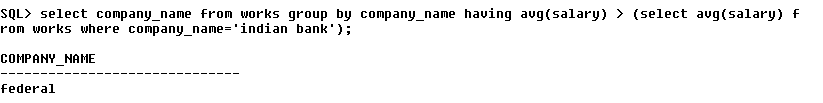 SQL> select company_name from works group by company_name having avg(salary) > (select avg(salary) f
rom works where company_name='indian bank');
COMPANY_NAME
------------------------------
federal